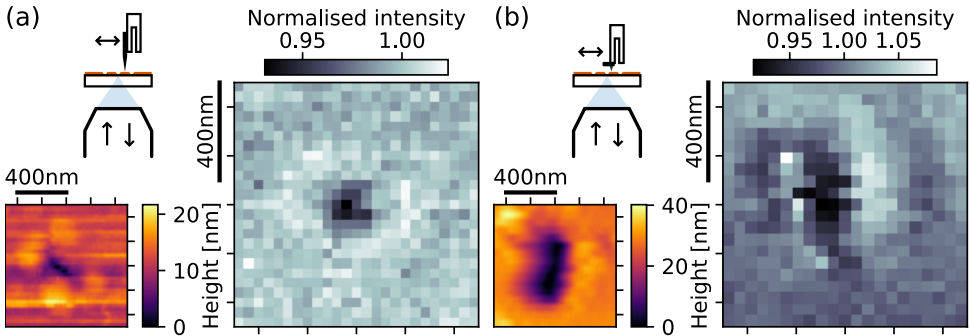 (a)
Normalised intensity
0.95 1.00
400nm
400nm
20
10
0
Height [nm]
(b)
Normalised intensity
0.95 1.00 1.05
400nm
400nm
40
20
0
Height [nm]